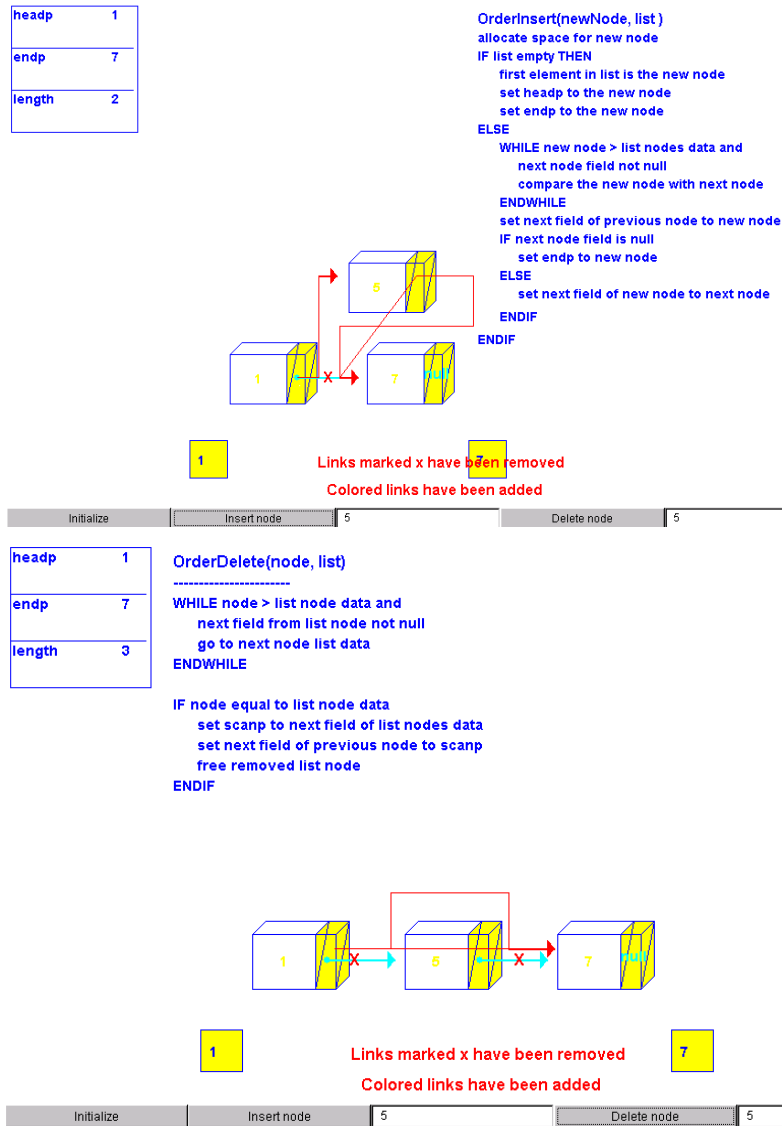 headp 1
endp 7
length 2
OrderInsert(newNode, list )
allocate space for new node
IF list empty THEN
first element in list is the new node
set headp to the new node
set endp to the new node
ELSE
WHILE new node > list nodes data and
next node field not null
compare the new node with next node
ENDWHILE
set next field of previous node to new node
IF next node field is null
set endp to new node
ELSE
set next field of new node to next node
ENDIF
ENDIF
5
1 X 7 null
1 7
Links marked x have been removed
Colored links have been added
Initialize Insert node 5 Delete node 5
headp 1
endp 7
length 3
OrderDelete(node, list)
-----------------------
WHILE node > list node data and
next field from list node not null
go to next node list data
ENDWHILE
IF node equal to list node data
set scanp to next field of list nodes data
set next field of previous node to scanp
free removed list node
ENDIF
1 X 5 X 7 null
1 7
Links marked x have been removed
Colored links have been added
Initialize Insert node 5 Delete node 5